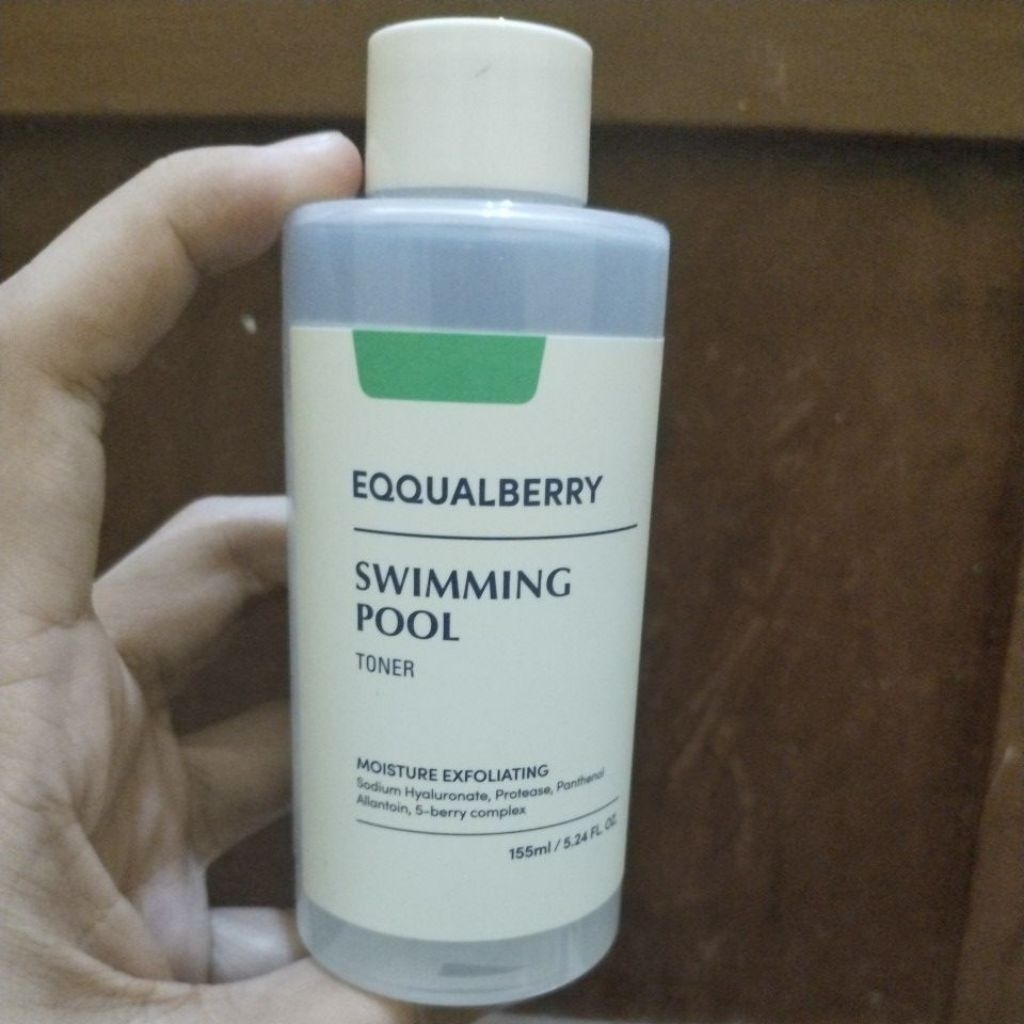 EQQUALBERRY
SWIMMING
POOL
TONER
MOISTURE EXFOLIATING
Sodium Hyaluronate, Protease, Panthenol
Allantoin, 5-berry complex
155ml / 5.24 FL. OZ.